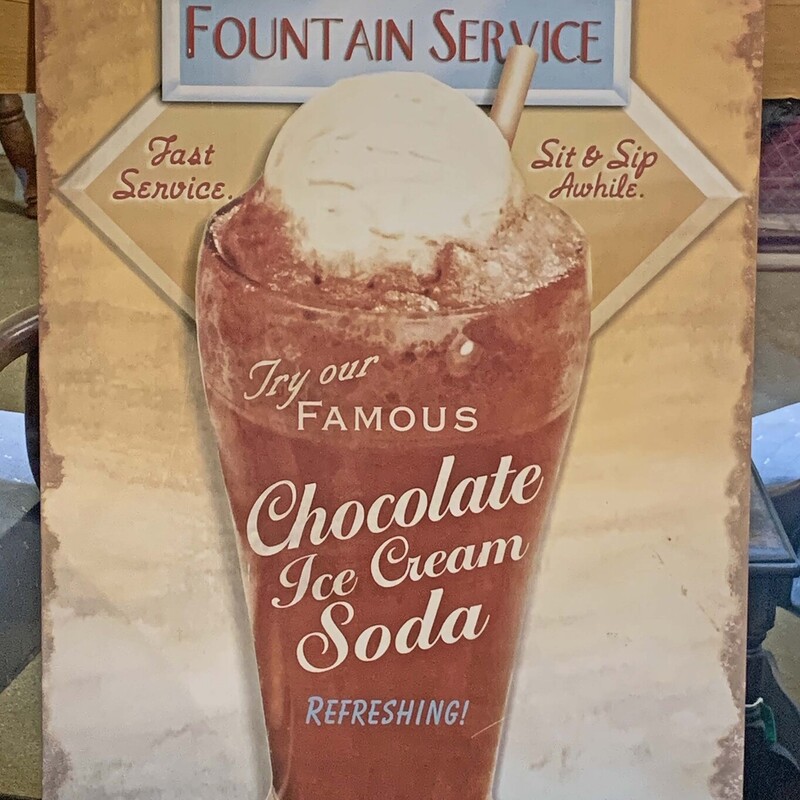 FOUNTAIN SERVICE
Fast
Service.
Sit & Sip
Awhile.
Try our
FAMOUS
Chocolate
Ice Cream
Soda
REFRESHING!